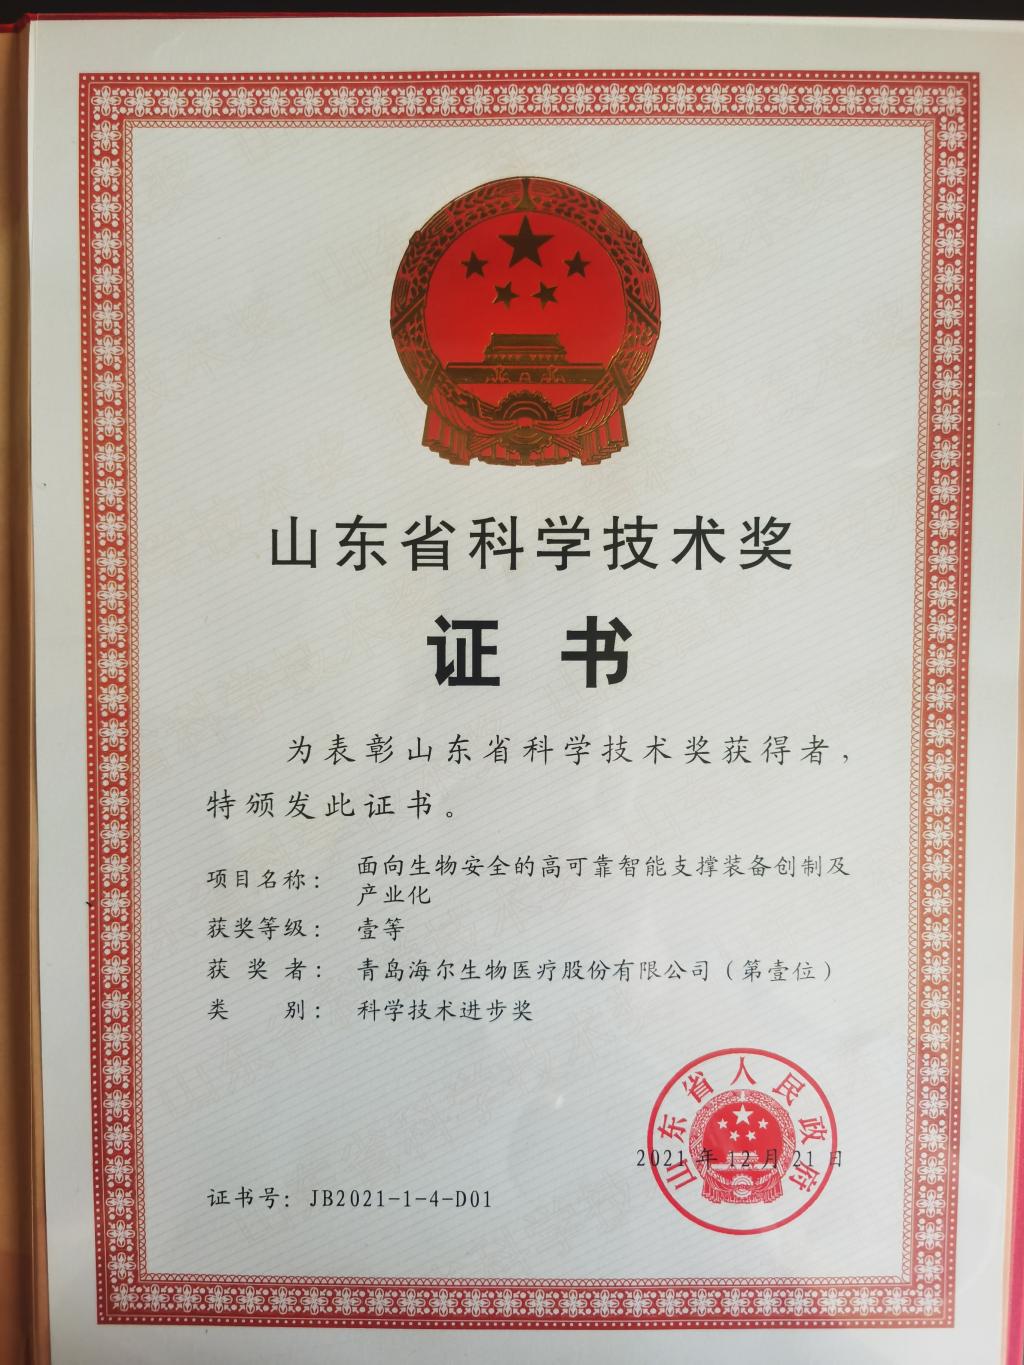 山东省科学技术奖
证书
为表彰山东省科学技术奖获得者，
特颁发此证书。
项目名称：面向生物安全的高可靠智能支撑装备创制及
产业化
获奖等级：壹等
获奖者：青岛海尔生物医疗股份有限公司（第壹位）
类别：科学技术进步奖
山东省人民政府
2021年12月21日
证书号：JB2021-1-4-D01